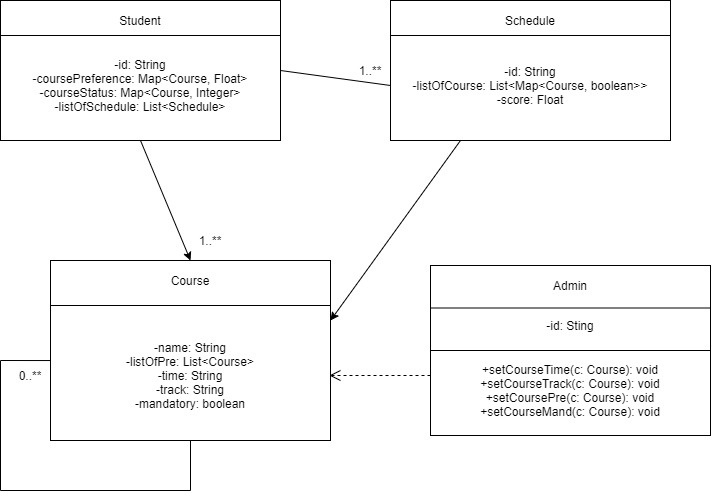 Student
-id: String
-coursePreference: Map<Course, Float>
-courseStatus: Map<Course, Integer>
-listOfSchedule: List<Schedule>
1..**
Schedule
-id: String
-listOfCourse: List<Map<Course, boolean>>
-score: Float
1..**
Course
-name: String
-listOfPre: List<Course>
-time: String
-track: String
-mandatory: boolean
0..**
Admin
-id: Sting
+setCourseTime(c: Course): void
+setCourseTrack(c: Course): void
+setCoursePre(c: Course): void
+setCourseMand(c: Course): void